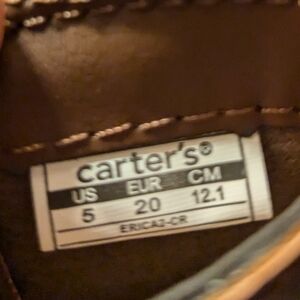 carter's®
US EUR CM
5 20 12.1
ERICA2-CR